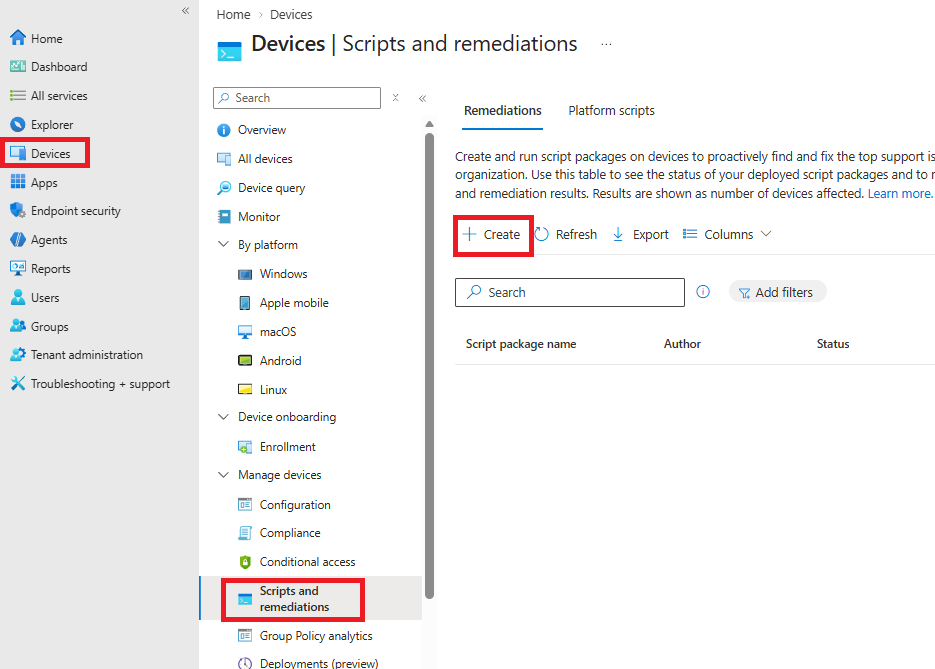 Home
Dashboard
All services
Explorer
Devices
Apps
Endpoint security
Agents
Reports
Users
Groups
Tenant administration
Troubleshooting + support
Home > Devices
Devices | Scripts and remediations ...
Search
Overview
All devices
Device query
Monitor
By platform
Windows
Apple mobile
macOS
Android
Linux
Device onboarding
Enrollment
Manage devices
Configuration
Compliance
Conditional access
Scripts and
remediations
Group Policy analytics
Deployments (preview)
Remediations Platform scripts
Create and run script packages on devices to proactively find and fix the top support is
organization. Use this table to see the status of your deployed script packages and to
and remediation results. Results are shown as number of devices affected. Learn more.
Create Refresh Export Columns
Search Add filters
Script package name Author Status